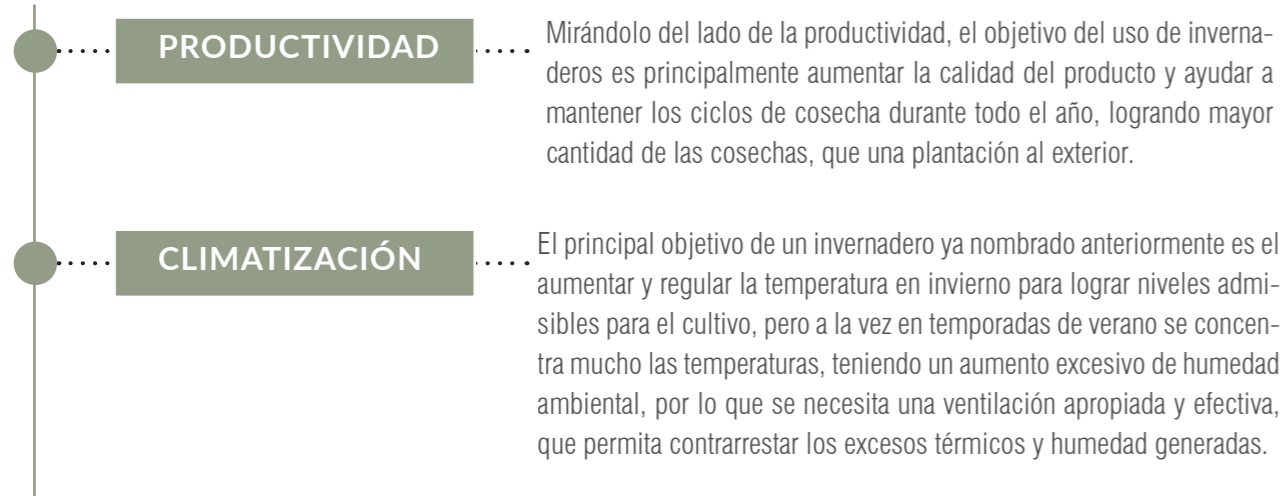 PRODUCTIVIDAD
Mirándolo del lado de la productividad, el objetivo del uso de inverna-
deros es principalmente aumentar la calidad del producto y ayudar a
mantener los ciclos de cosecha durante todo el año, logrando mayor
cantidad de las cosechas, que una plantación al exterior.
CLIMATIZACIÓN
El principal objetivo de un invernadero ya nombrado anteriormente es el
aumentar y regular la temperatura en invierno para lograr niveles admi-
sibles para el cultivo, pero a la vez en temporadas de verano se concen-
tra mucho las temperaturas, teniendo un aumento excesivo de humedad
ambiental, por lo que se necesita una ventilación apropiada y efectiva,
que permita contrarrestar los excesos térmicos y humedad generadas.